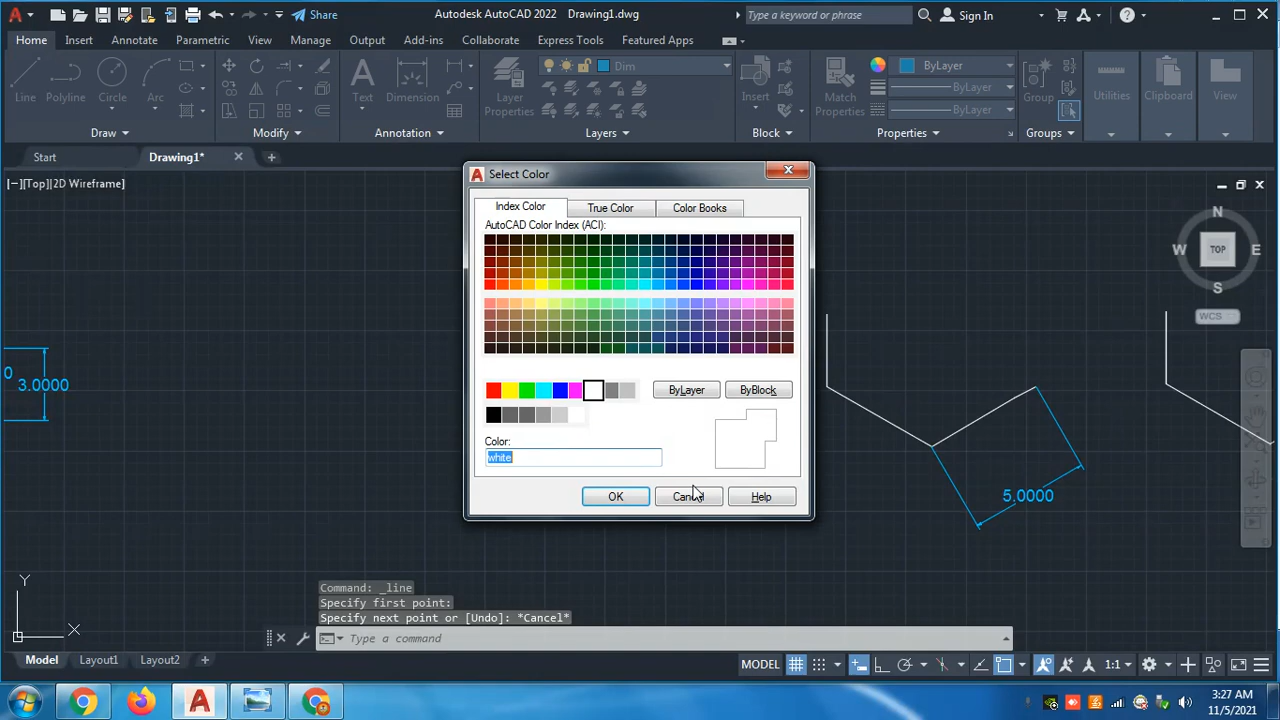 Share
Autodesk AutoCAD 2022 Drawing1.dwg
Type a keyword or phrase
Sign In
Home Insert Annotate Parametric View Manage Output Add-ins Collaborate Express Tools Featured Apps
Line Polyline Circle Arc
Text Dimension
Layer Properties
Dim
Insert
Match Properties
ByLayer
ByLayer
ByLayer
Group
Utilities
Clipboard
View
Draw Modify Annotation Layers Block Properties Groups
Start Drawing1*
[−][Top][2D Wireframe]
Select Color
Index Color True Color Color Books
AutoCAD Color Index (ACI):
ByLayer ByBlock
Color:
white
OK Cancel Help
N
W TOP E
S
WCS
0 3.0000
5.0000
Y
X
Command: _line
Specify first point:
Specify next point or [Undo]: *Cancel*
Type a command
Model Layout1 Layout2
MODEL
1:1
3:27 AM
11/5/2021